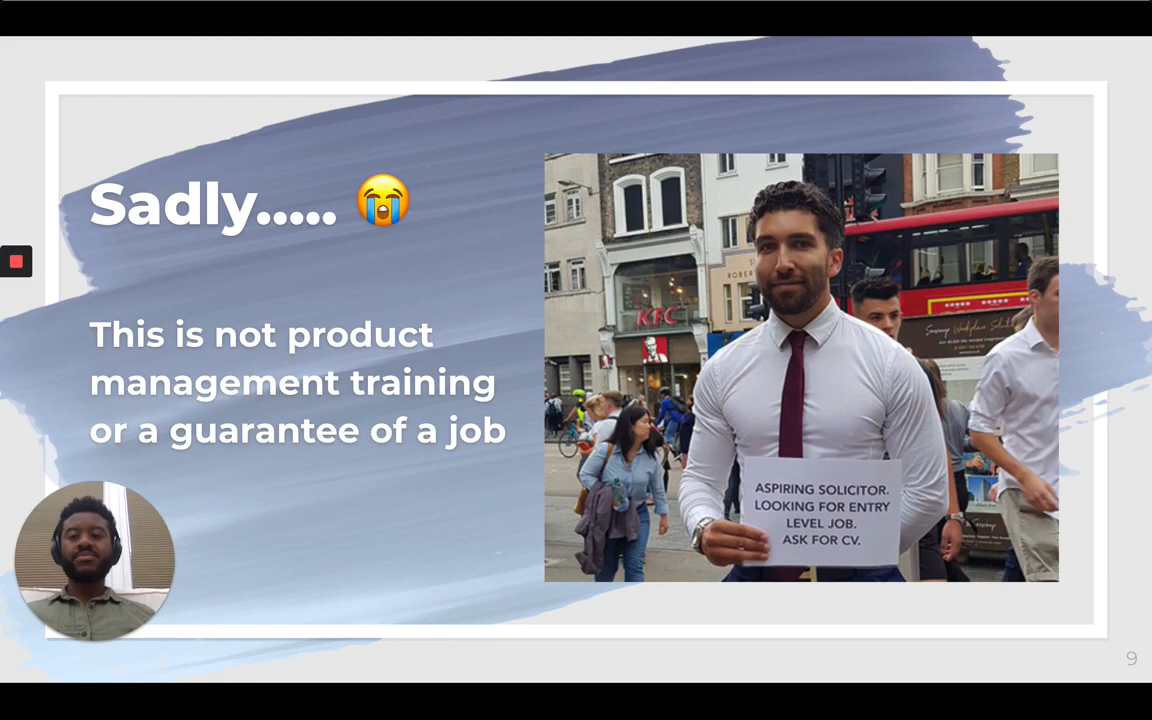 Sadly..... 😭
This is not product
management training
or a guarantee of a job
KFC
ASPIRING SOLICITOR.
LOOKING FOR ENTRY
LEVEL JOB.
ASK FOR CV.
9